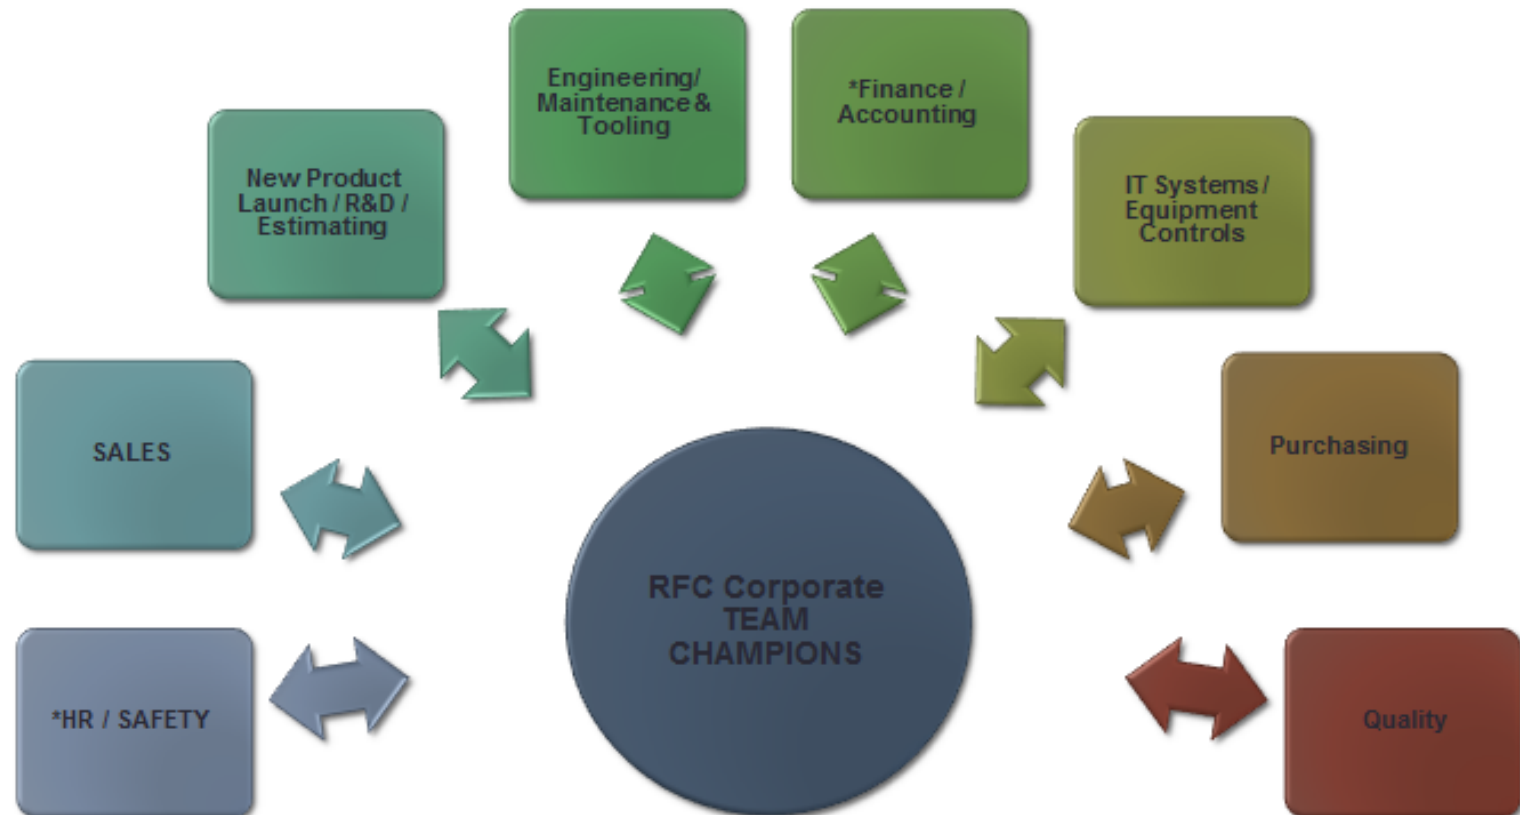 Engineering/
Maintenance &
Tooling
*Finance /
Accounting
New Product
Launch / R&D /
Estimating
IT Systems /
Equipment
Controls
SALES
Purchasing
RFC Corporate
TEAM
CHAMPIONS
*HR / SAFETY
Quality